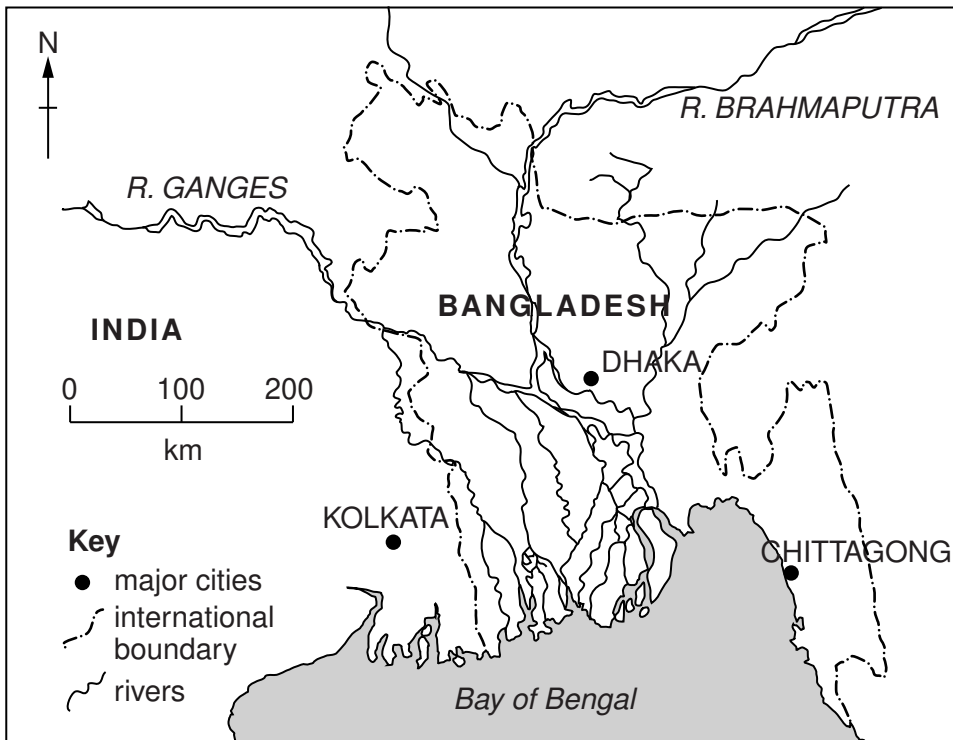 N
R. BRAHMAPUTRA
R. GANGES
BANGLADESH
INDIA
DHAKA
0 100 200
km
KOLKATA
CHITTAGONG
Key
major cities
international
boundary
rivers
Bay of Bengal